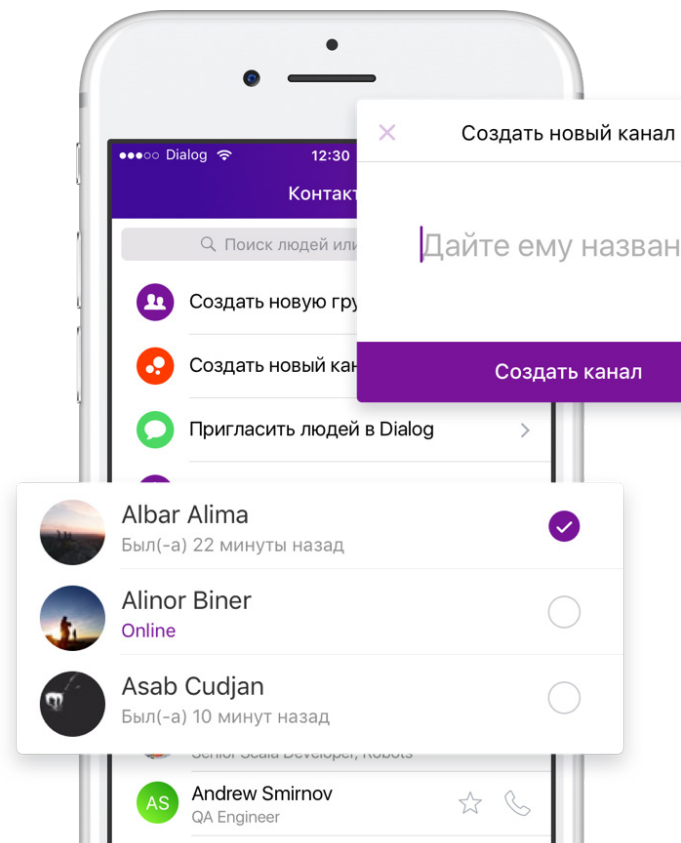 Dialog 12:30
Контакт
Создать новый канал
Поиск людей или
Дайте ему назван
Создать новую гру
Создать новый кан
Создать канал
Пригласить людей в Dialog
Albar Alima
Был(-а) 22 минуты назад
Alinor Biner
Online
Asab Cudjan
Был(-а) 10 минут назад
Senior Scala Developer, Robots
AS
Andrew Smirnov
QA Engineer